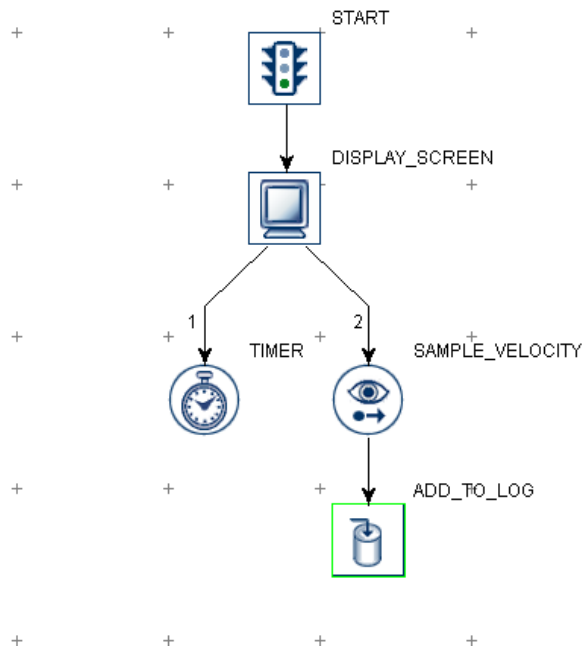 START
DISPLAY_SCREEN
1
2
TIMER
SAMPLE_VELOCITY
ADD_TO_LOG